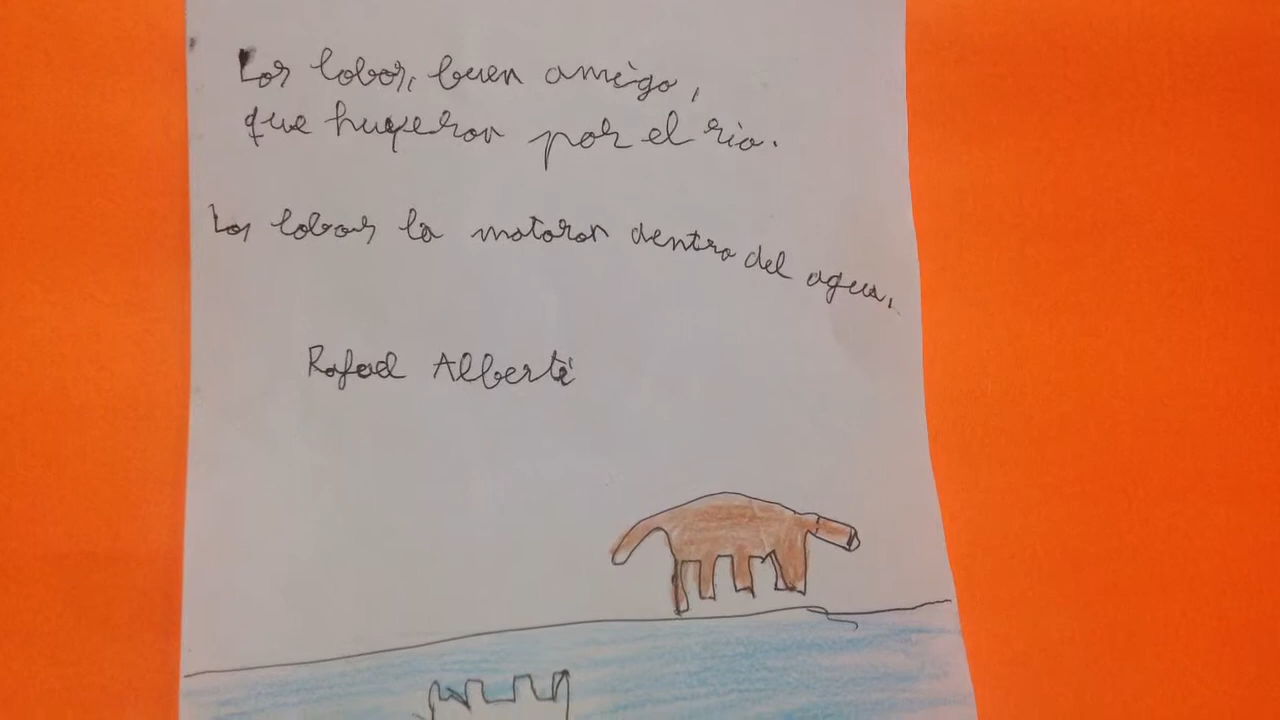 Los lobos, buen amigo,
que huyeron por el río.
Los lobos la mataron dentro del agua.
Rafael Alberti